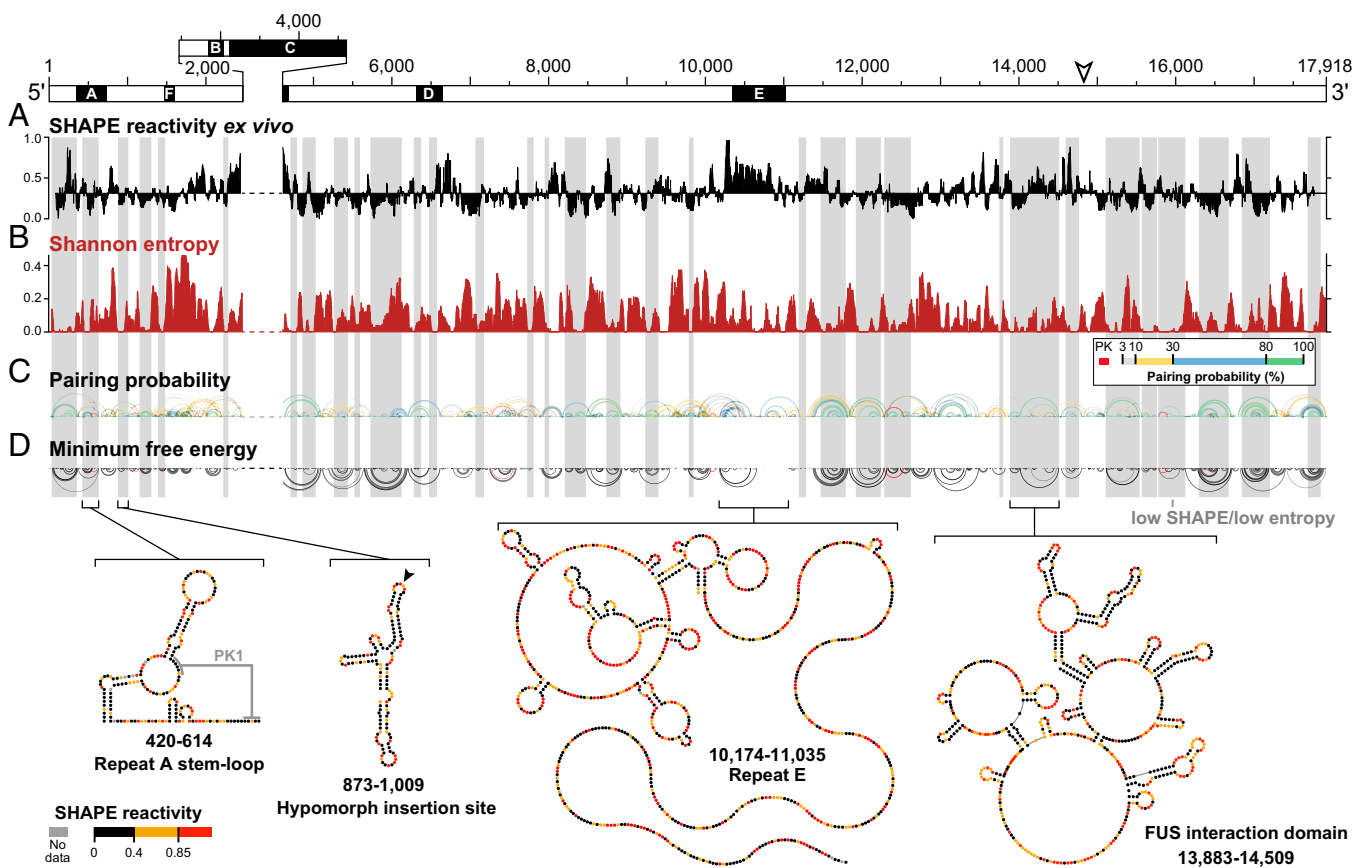 4,000
B C
1 2,000 6,000 8,000 10,000 12,000 14,000 16,000 17,918
5' A F D E 3'
A
SHAPE reactivity ex vivo
1.0
0.5
0.0
B
Shannon entropy
0.4
0.2
0.0
PK 3 10 30 80 100
Pairing probability (%)
C
Pairing probability
D
Minimum free energy
low SHAPE/low entropy
PK1
420-614
Repeat A stem-loop
873-1,009
Hypomorph insertion site
10,174-11,035
Repeat E
FUS interaction domain
13,883-14,509
SHAPE reactivity
No data
0 0.4 0.85